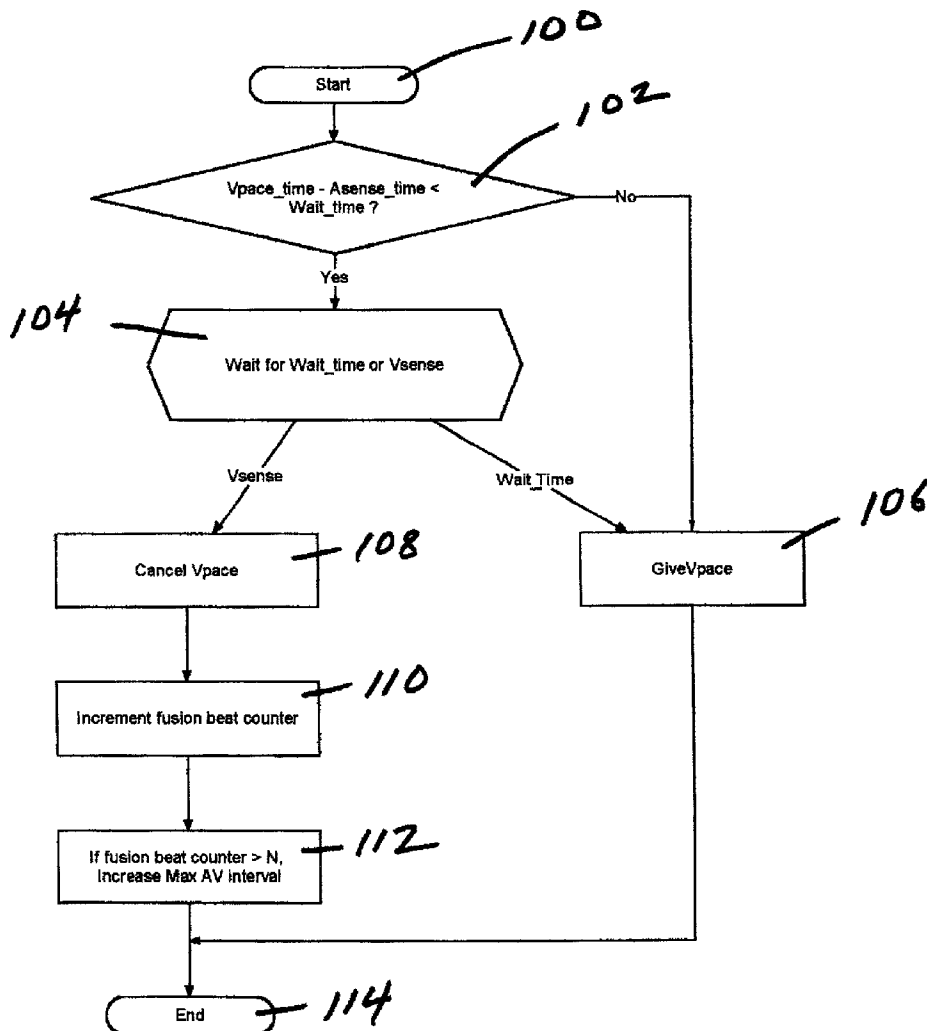 100
Start
102
Vpace_time - Asense_time <
Wait_time ?
No
Yes
104
Wait for Wait_time or Vsense
Vsense
Wait_Time
106
108
Cancel Vpace
GiveVpace
110
Increment fusion beat counter
112
If fusion beat counter > N,
Increase Max AV interval
114
End